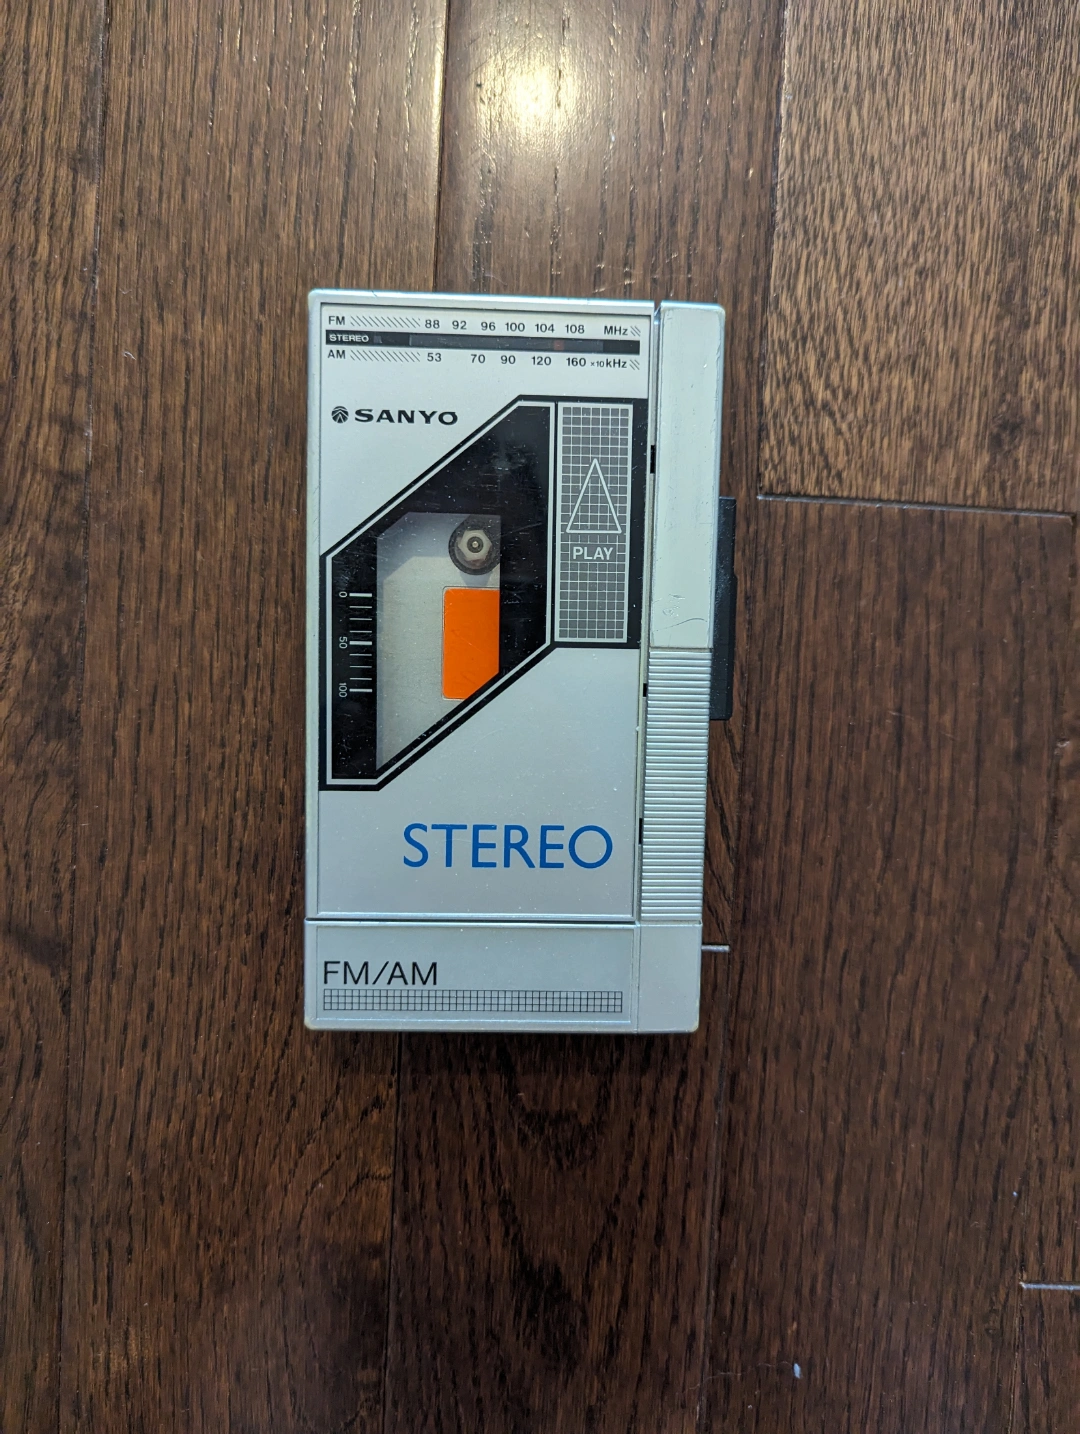 FM 88 92 96 100 104 108 MHz
STEREO
AM 53 70 90 120 160 ×10kHz
SANYO
PLAY
0
50
100
STEREO
FM/AM